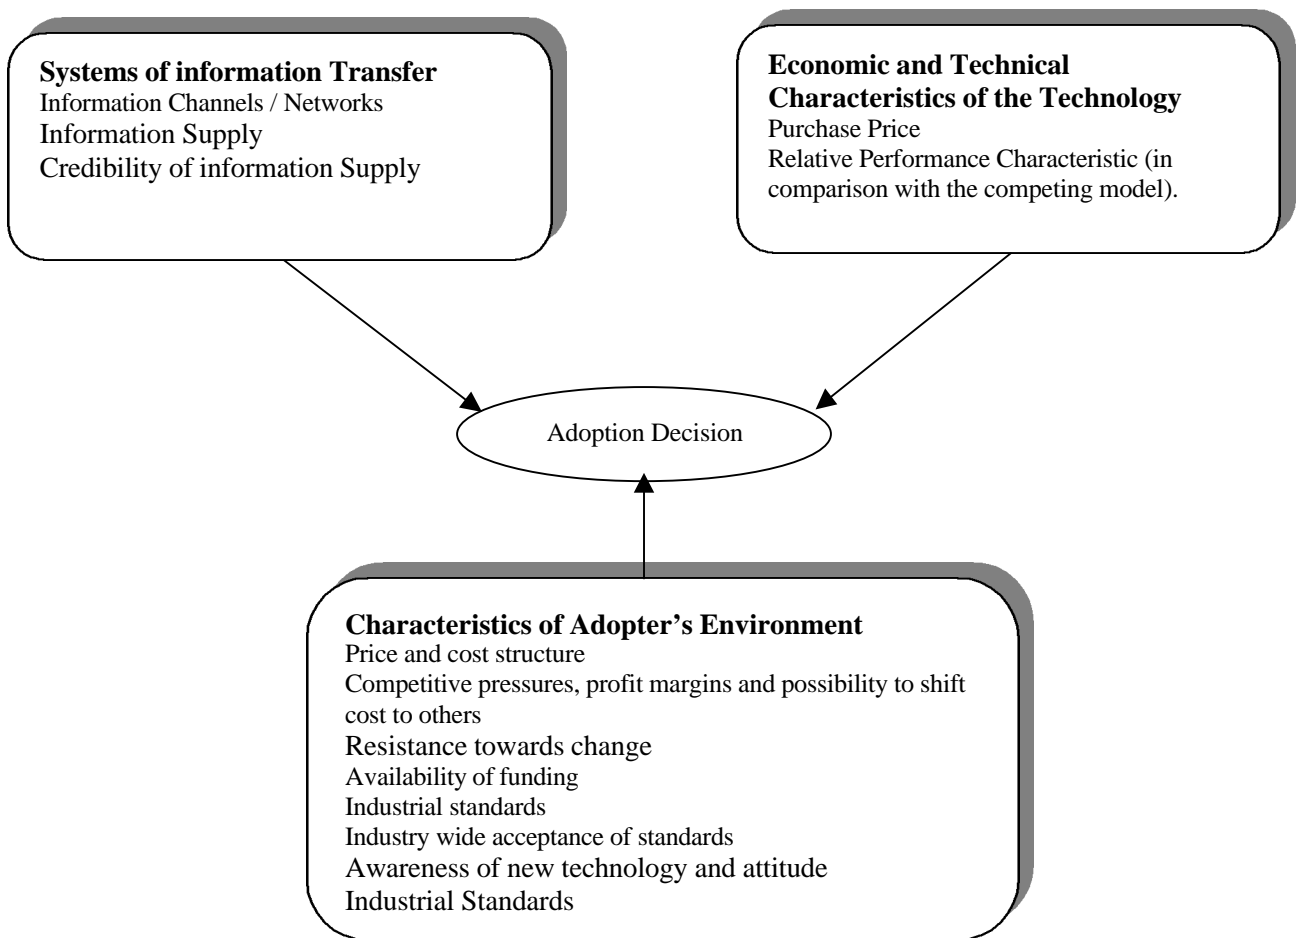 Systems of information Transfer
Information Channels / Networks
Information Supply
Credibility of information Supply
Economic and Technical
Characteristics of the Technology
Purchase Price
Relative Performance Characteristic (in
comparison with the competing model).
Adoption Decision
Characteristics of Adopter’s Environment
Price and cost structure
Competitive pressures, profit margins and possibility to shift
cost to others
Resistance towards change
Availability of funding
Industrial standards
Industry wide acceptance of standards
Awareness of new technology and attitude
Industrial Standards